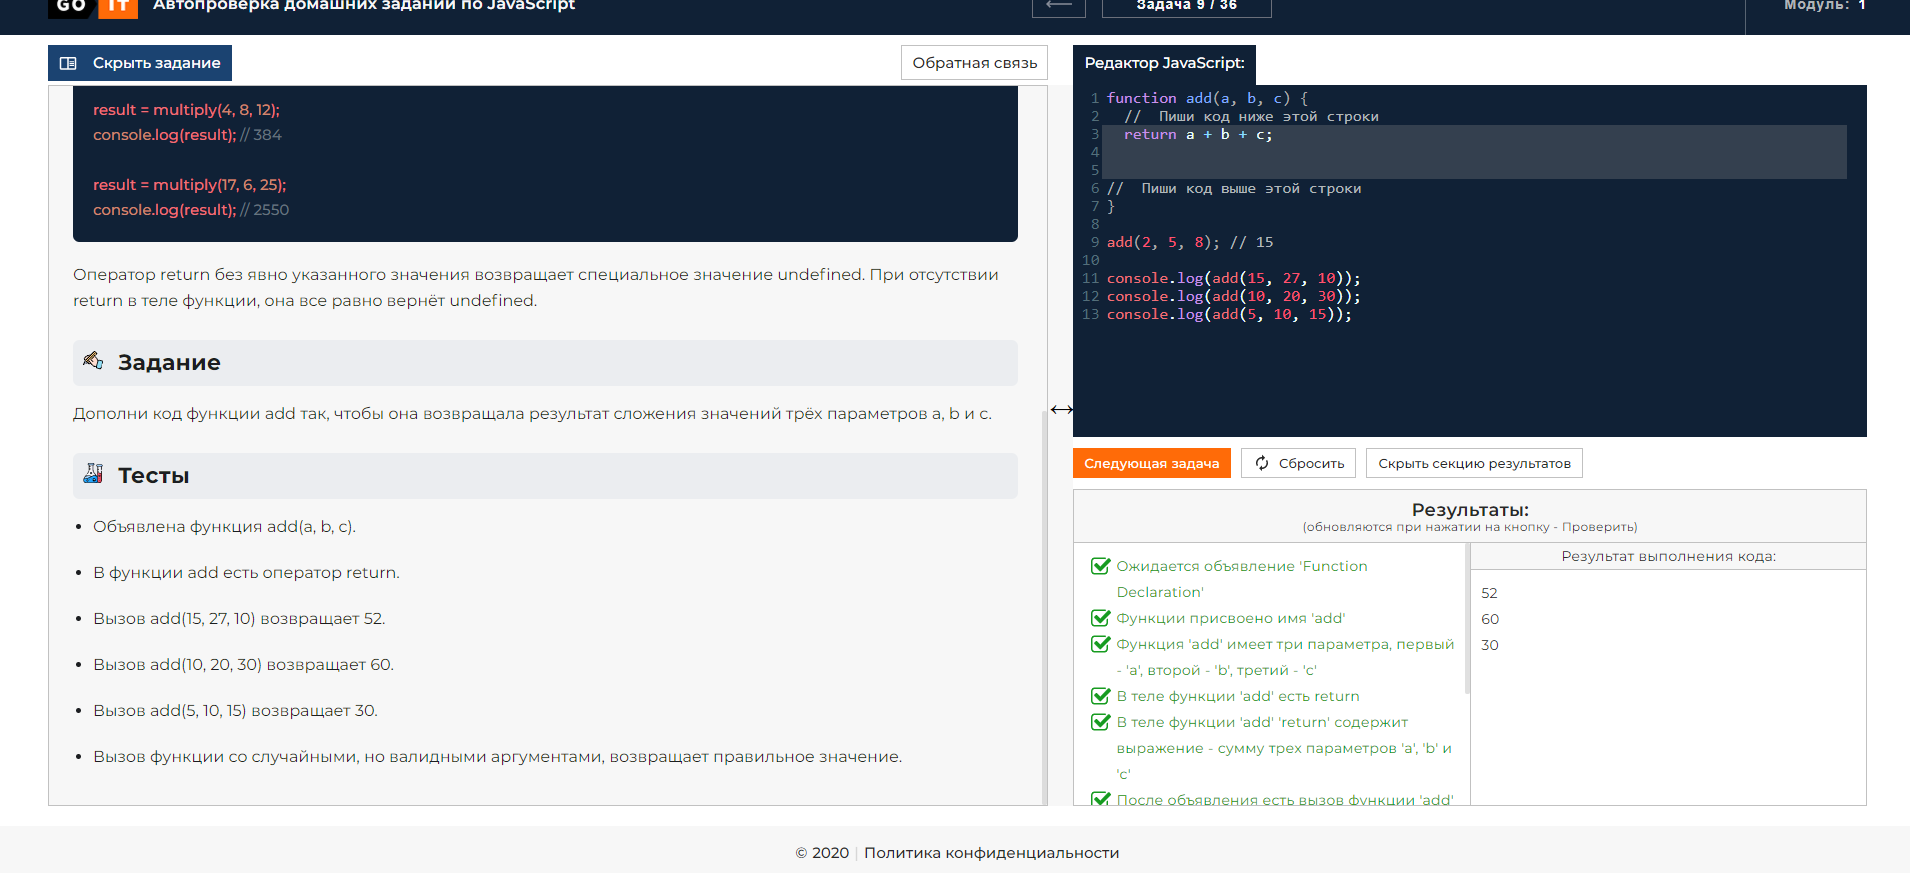 GO IT
Автопроверка домашних заданий по JavaScript
Задача 9 / 36
Модуль: 1
Скрыть задание
Обратная связь
result = multiply(4, 8, 12);
console.log(result); // 384
result = multiply(17, 6, 25);
console.log(result); // 2550
Оператор return без явно указанного значения возвращает специальное значение undefined. При отсутствии
return в теле функции, она все равно вернёт undefined.
Задание
Дополни код функции add так, чтобы она возвращала результат сложения значений трёх параметров a, b и c.
Тесты
• Объявлена функция add(a, b, c).
• В функции add есть оператор return.
• Вызов add(15, 27, 10) возвращает 52.
• Вызов add(10, 20, 30) возвращает 60.
• Вызов add(5, 10, 15) возвращает 30.
• Вызов функции со случайными, но валидными аргументами, возвращает правильное значение.
Редактор JavaScript:
1 function add(a, b, c) {
2 // Пиши код ниже этой строки
3 return a + b + c;
4
5
6 // Пиши код выше этой строки
7 }
8
9 add(2, 5, 8); // 15
10
11 console.log(add(15, 27, 10));
12 console.log(add(10, 20, 30));
13 console.log(add(5, 10, 15));
Следующая задача
Сбросить
Скрыть секцию результатов
Результаты:
(обновляются при нажатии на кнопку - Проверить)
Ожидается объявление 'Function
Declaration'
Функции присвоено имя 'add'
Функция 'add' имеет три параметра, первый
- 'a', второй - 'b', третий - 'c'
В теле функции 'add' есть return
В теле функции 'add' 'return' содержит
выражение - сумму трех параметров 'a', 'b' и
'c'
После объявления есть вызов функции 'add'
Результат выполнения кода:
52
60
30
© 2020 | Политика конфиденциальности